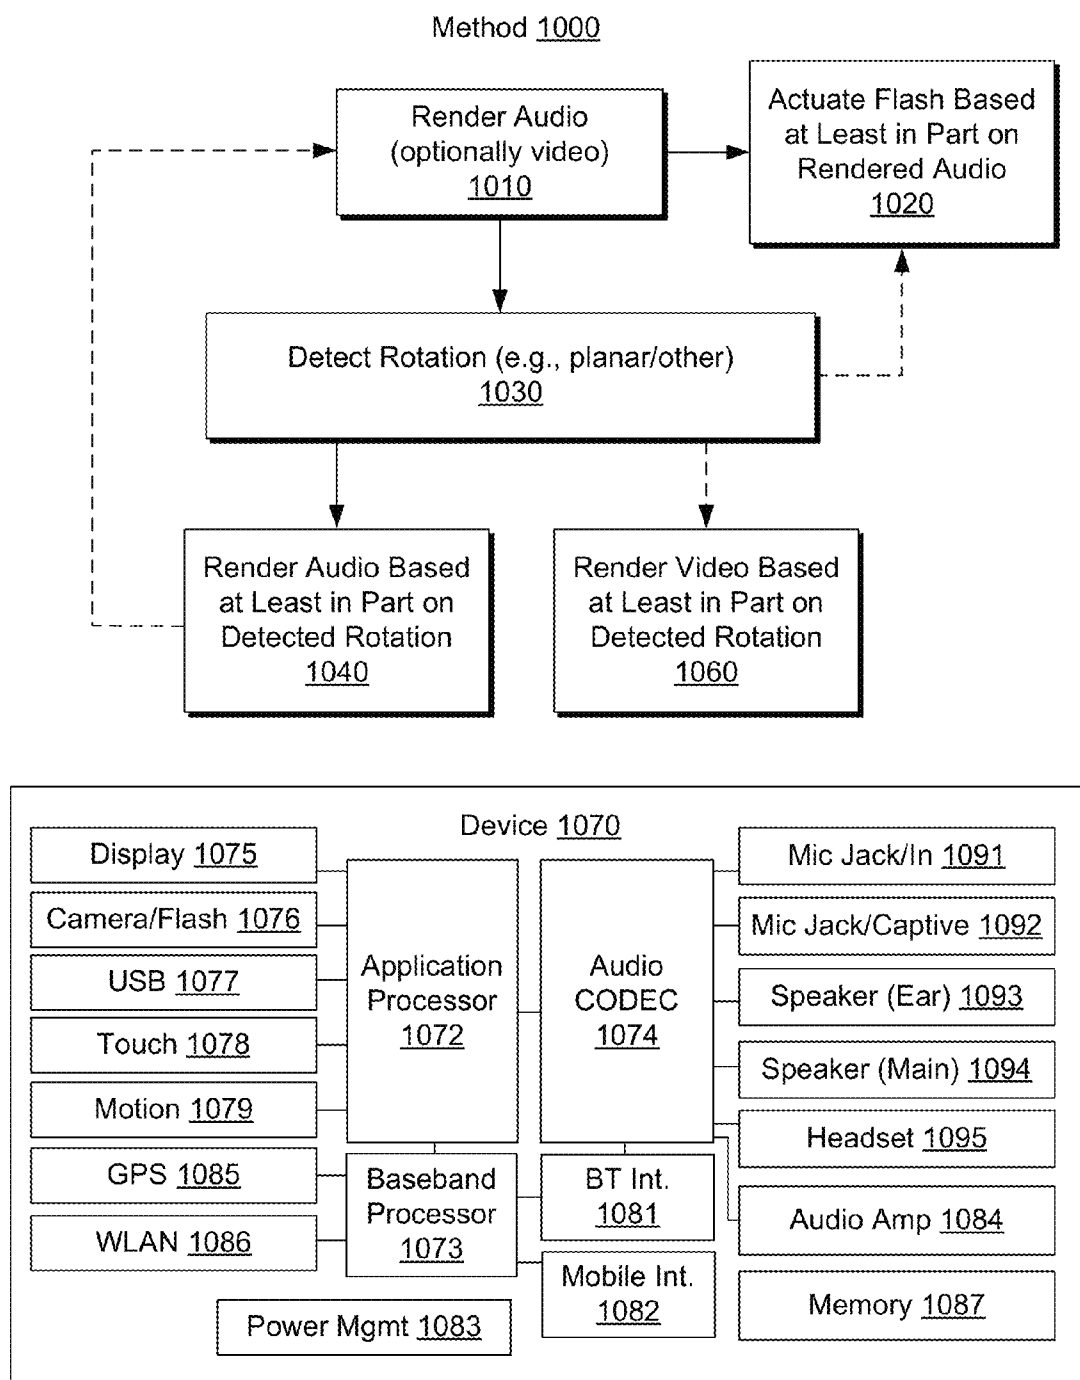 Method 1000
Render Audio
(optionally video)
1010
Actuate Flash Based
at Least in Part on
Rendered Audio
1020
Detect Rotation (e.g., planar/other)
1030
Render Audio Based
at Least in Part on
Detected Rotation
1040
Render Video Based
at Least in Part on
Detected Rotation
1060
Device 1070
Display 1075
Camera/Flash 1076
USB 1077
Touch 1078
Motion 1079
GPS 1085
WLAN 1086
Power Mgmt 1083
Application
Processor
1072
Baseband
Processor
1073
Audio
CODEC
1074
BT Int.
1081
Mobile Int.
1082
Mic Jack/In 1091
Mic Jack/Captive 1092
Speaker (Ear) 1093
Speaker (Main) 1094
Headset 1095
Audio Amp 1084
Memory 1087